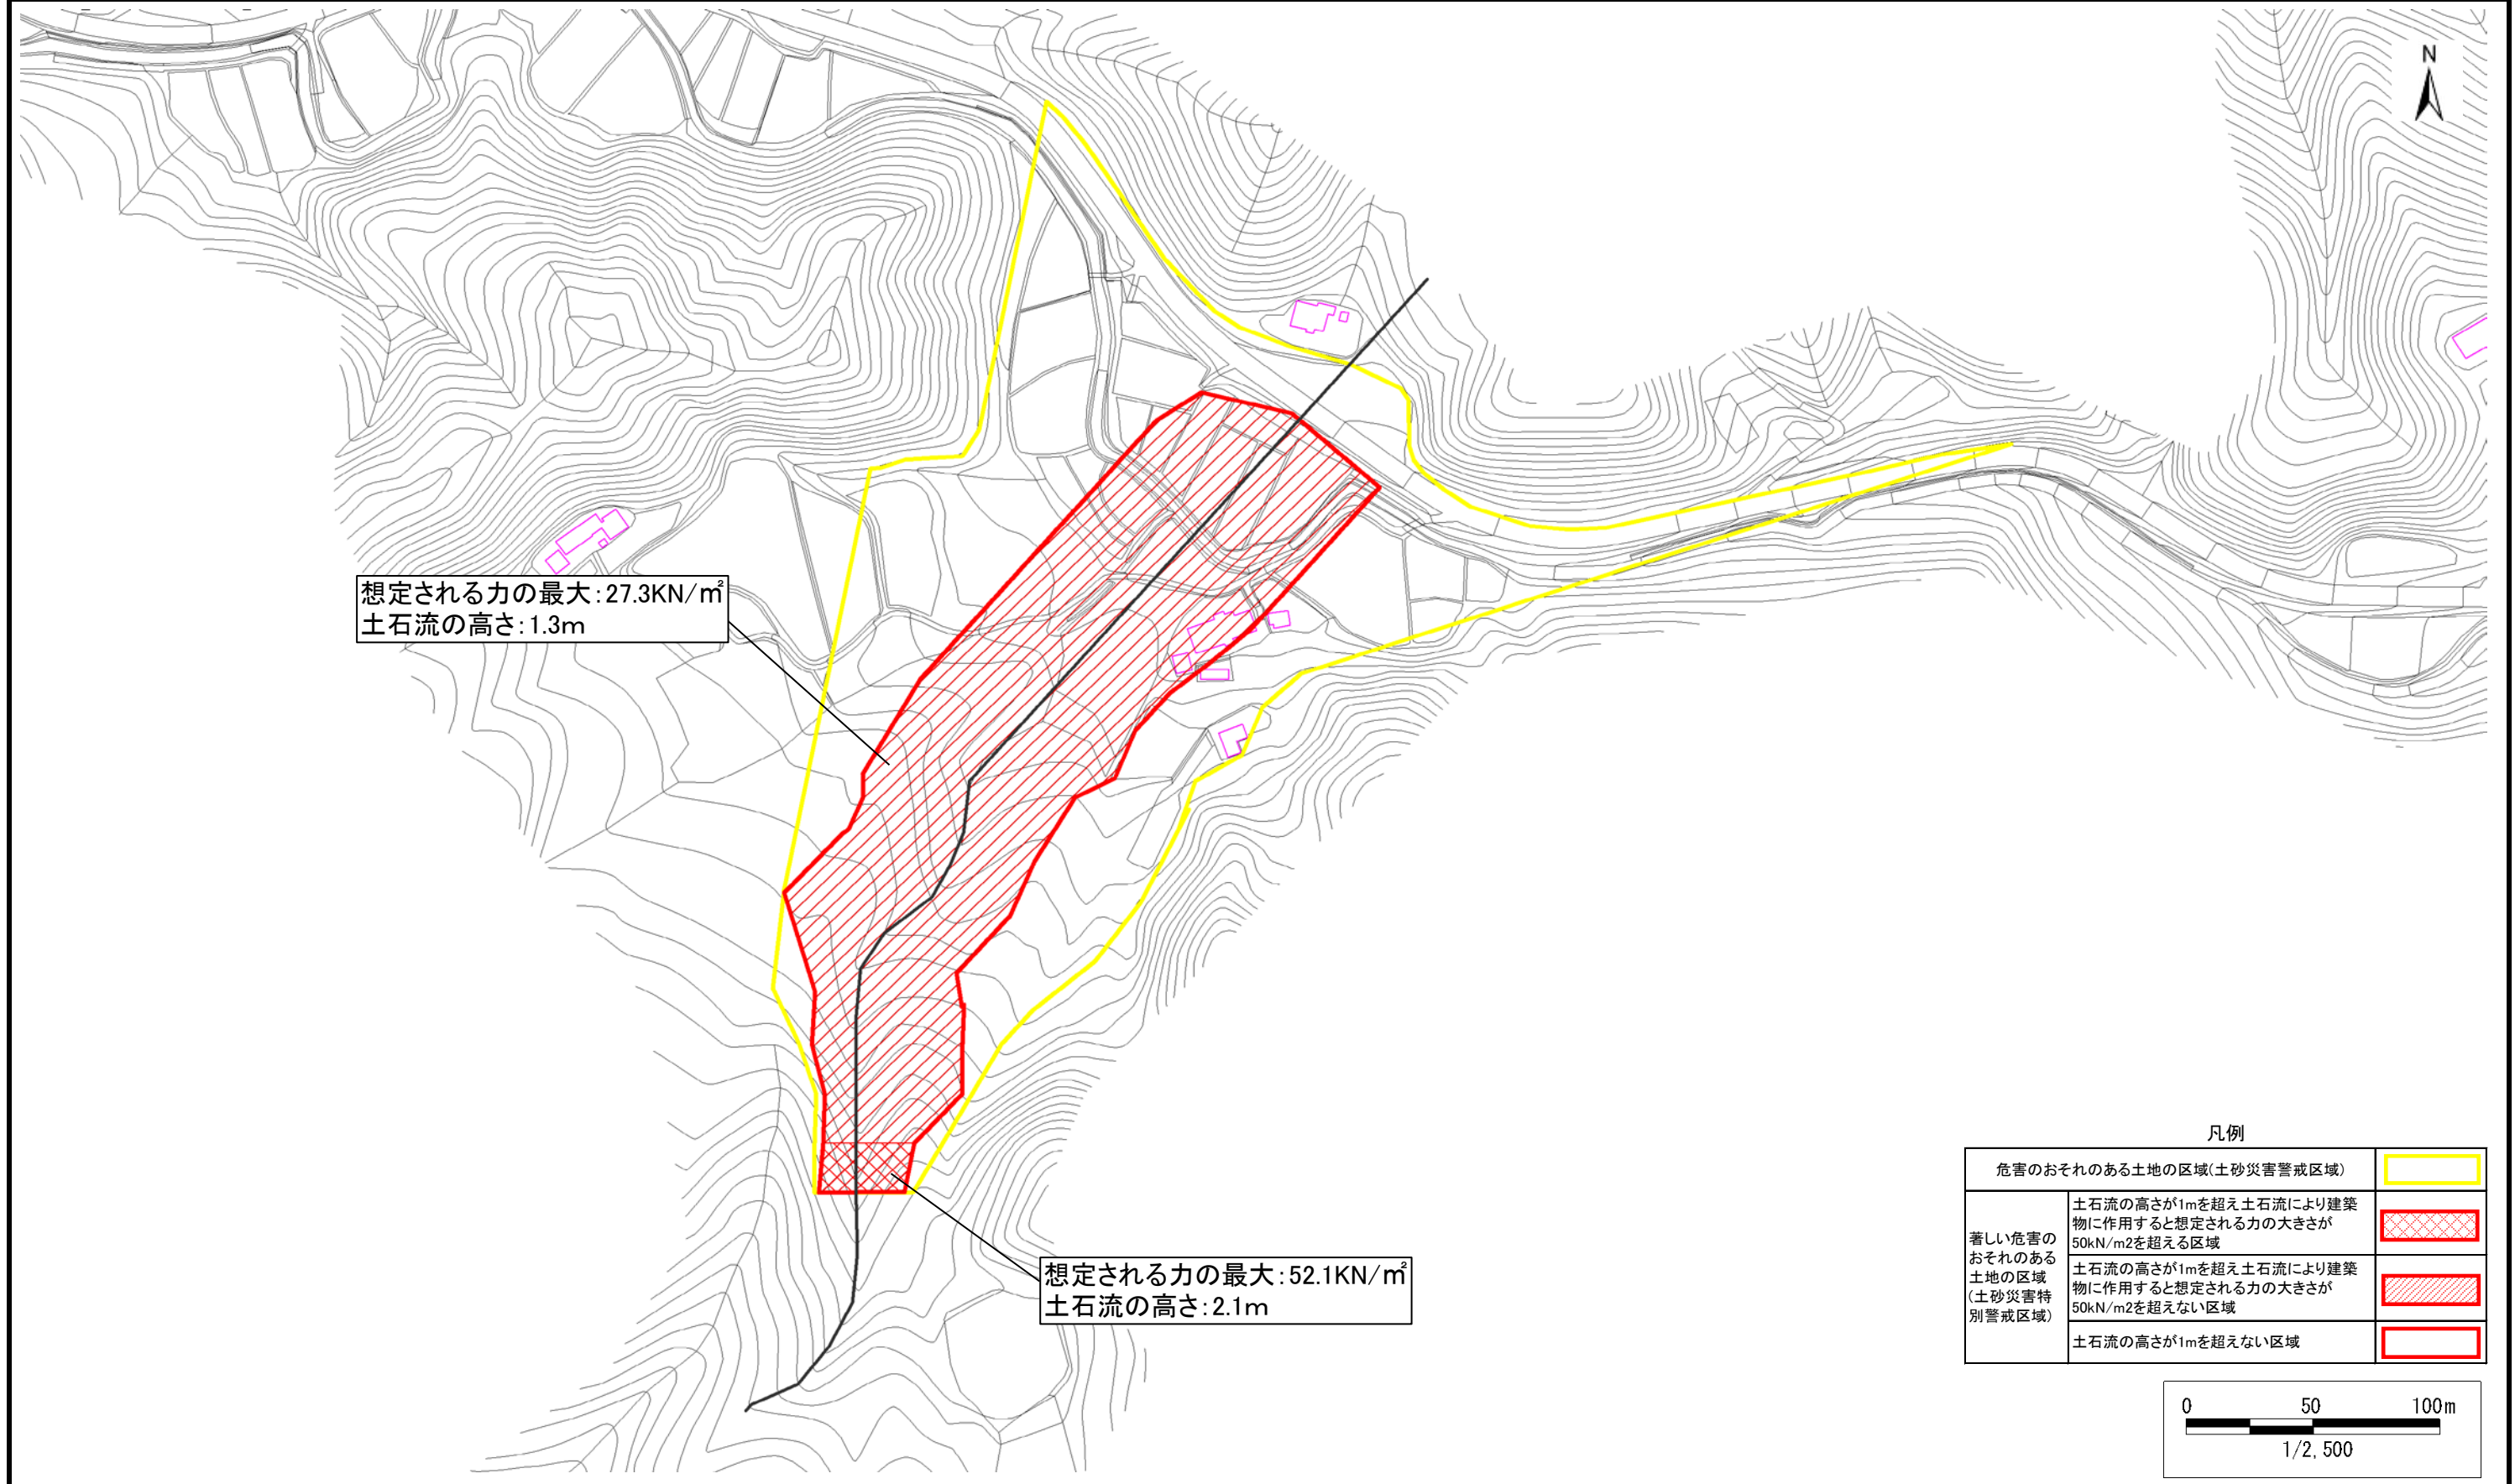 N
想定される力の最大:27.3KN/㎡
土石流の高さ:1.3m
想定される力の最大:52.1KN/㎡
土石流の高さ:2.1m
凡例
危害のおそれのある土地の区域(土砂災害警戒区域)
著しい危害の
おそれのある
土地の区域
(土砂災害特
別警戒区域)
土石流の高さが1mを超え土石流により建築
物に作用すると想定される力の大きさが
50kN/m2を超える区域
土石流の高さが1mを超え土石流により建築
物に作用すると想定される力の大きさが
50kN/m2を超えない区域
土石流の高さが1mを超えない区域
0 50 100m
1/2,500